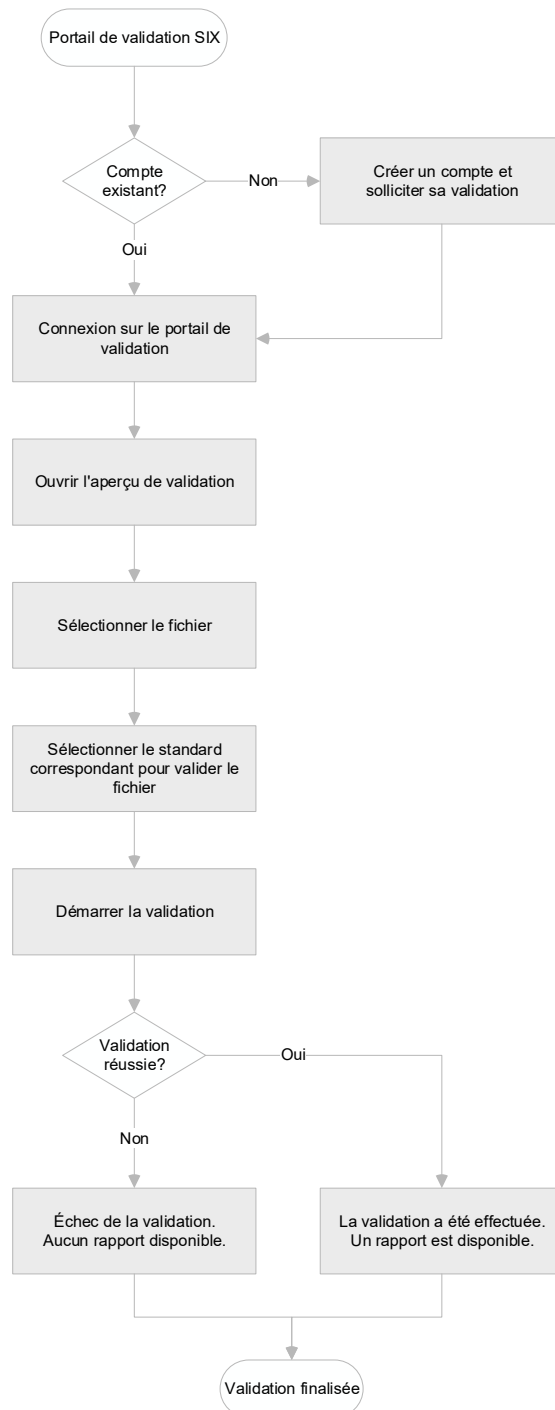 Portail de validation SIX
Compte
existant?
Non
Créer un compte et
solliciter sa validation
Oui
Connexion sur le portail de
validation
Ouvrir l'aperçu de validation
Sélectionner le fichier
Sélectionner le standard
correspondant pour valider le
fichier
Démarrer la validation
Validation
réussie?
Oui
Non
Échec de la validation.
Aucun rapport disponible.
La validation a été effectuée.
Un rapport est disponible.
Validation finalisée